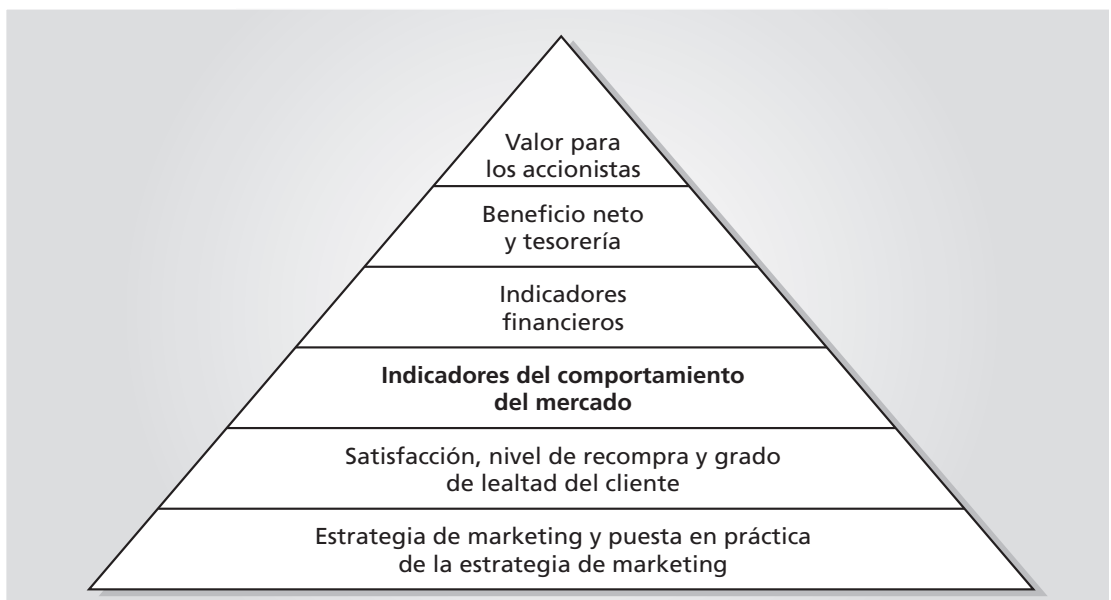 Valor para
los accionistas
Beneficio neto
y tesorería
Indicadores
financieros
Indicadores del comportamiento
del mercado
Satisfacción, nivel de recompra y grado
de lealtad del cliente
Estrategia de marketing y puesta en práctica
de la estrategia de marketing